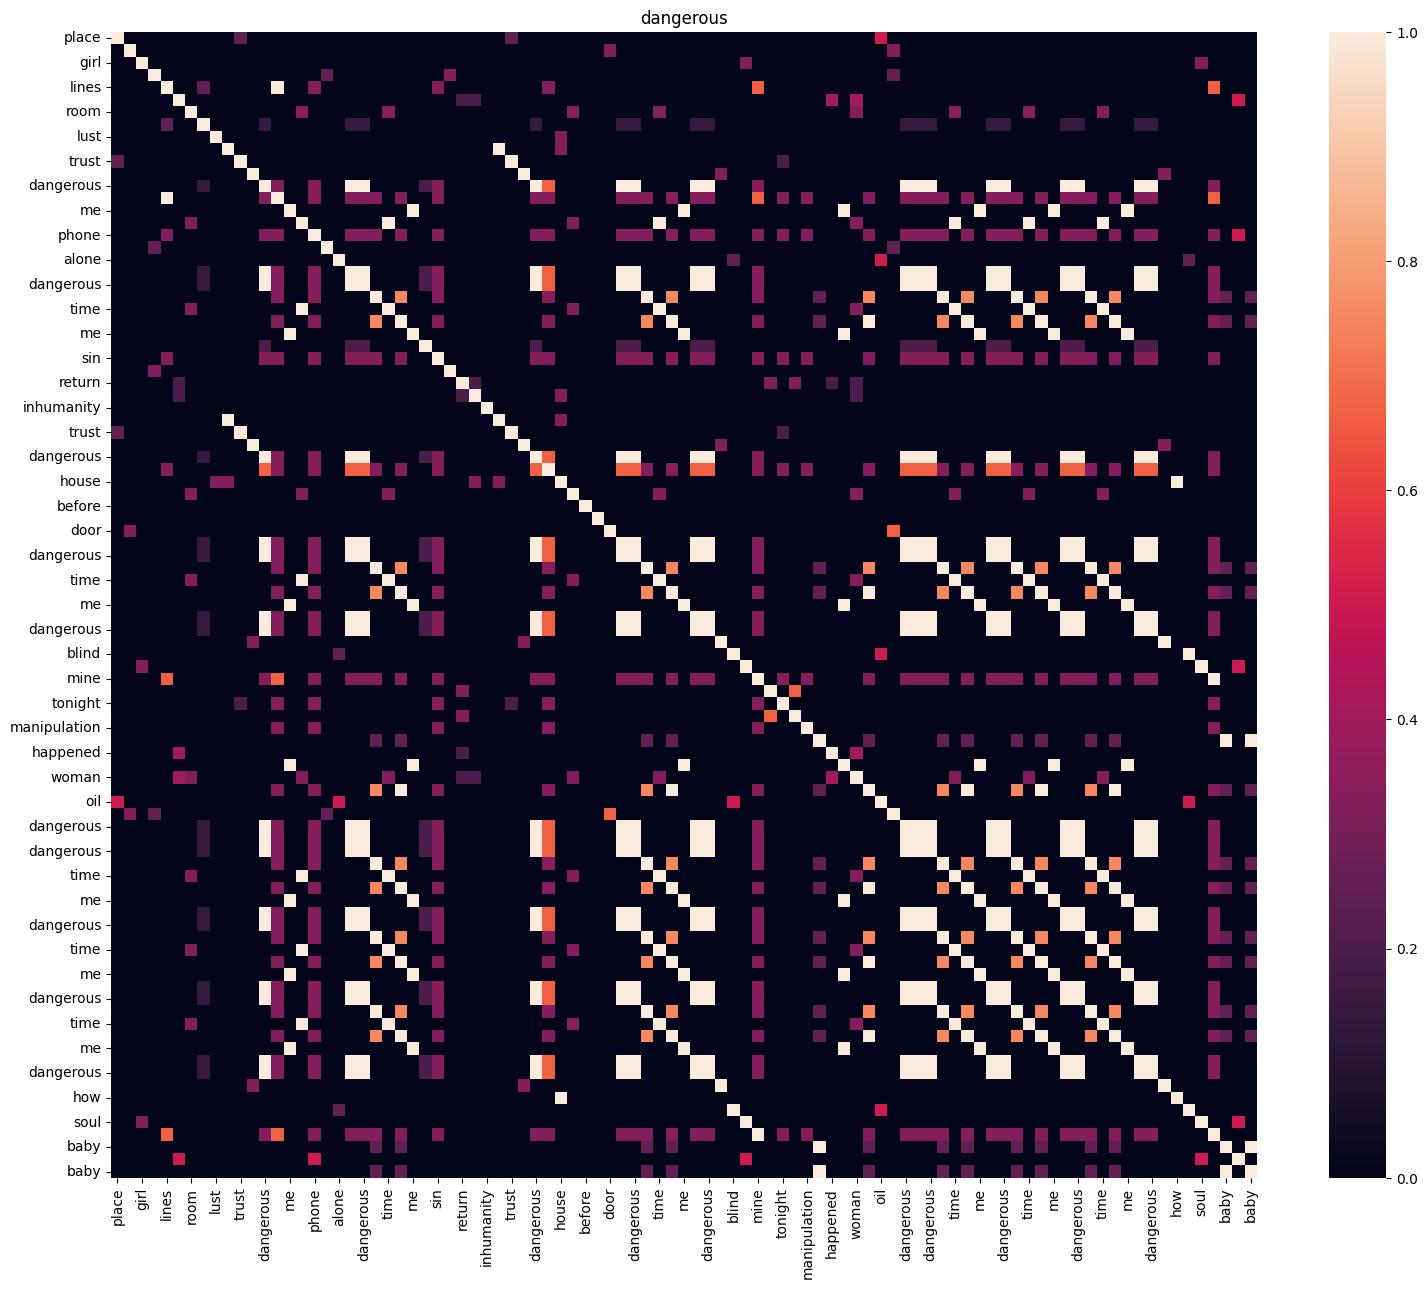 dangerous
place
girl
lines
room
lust
trust
dangerous
me
phone
alone
dangerous
time
me
sin
return
inhumanity
trust
dangerous
house
before
door
dangerous
time
me
dangerous
blind
mine
tonight
manipulation
happened
woman
oil
dangerous
dangerous
time
me
dangerous
time
me
dangerous
time
me
dangerous
how
soul
baby
baby
place
girl
lines
room
lust
trust
dangerous
me
phone
alone
dangerous
time
me
sin
return
inhumanity
trust
dangerous
house
before
door
dangerous
time
me
dangerous
blind
mine
tonight
manipulation
happened
woman
oil
dangerous
dangerous
time
me
dangerous
time
me
dangerous
time
me
dangerous
how
soul
baby
baby
1.0
0.8
0.6
0.4
0.2
0.0